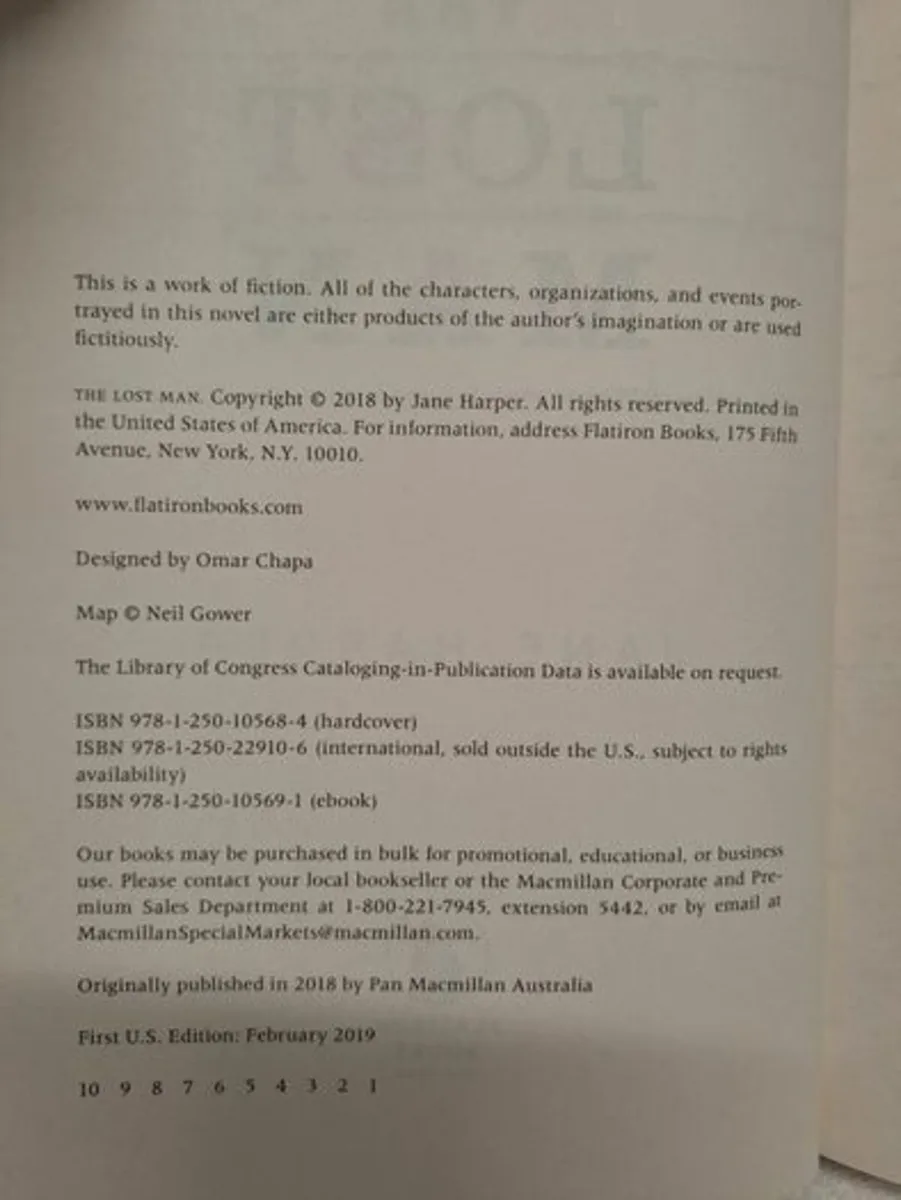 This is a work of fiction. All of the characters, organizations, and events por-
trayed in this novel are either products of the author's imagination or are used
fictitiously.
THE LOST MAN. Copyright © 2018 by Jane Harper. All rights reserved. Printed in
the United States of America. For information, address Flatiron Books, 175 Fifth
Avenue, New York, N.Y. 10010.
www.flatironbooks.com
Designed by Omar Chapa
Map © Neil Gower
The Library of Congress Cataloging-in-Publication Data is available on request.
ISBN 978-1-250-10568-4 (hardcover)
ISBN 978-1-250-22910-6 (international, sold outside the U.S., subject to rights
availability)
ISBN 978-1-250-10569-1 (ebook)
Our books may be purchased in bulk for promotional, educational, or business
use. Please contact your local bookseller or the Macmillan Corporate and Pre-
mium Sales Department at 1-800-221-7945, extension 5442, or by email at
MacmillanSpecialMarkets@macmillan.com.
Originally published in 2018 by Pan Macmillan Australia
First U.S. Edition: February 2019
10 9 8 7 6 5 4 3 2 1